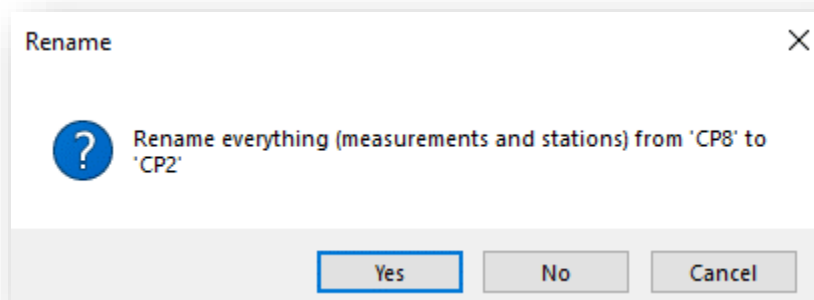 Rename
Rename everything (measurements and stations) from 'CP8' to
'CP2'
Yes No Cancel